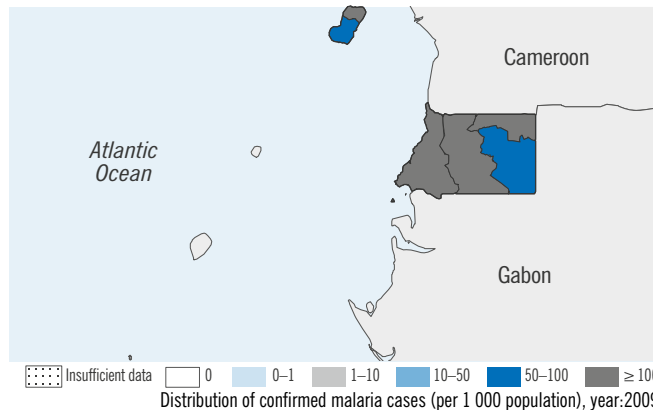 Cameroon
Atlantic
Ocean
Gabon
Insufficient data 0 0–1 1–10 10–50 50–100 ≥ 100
Distribution of confirmed malaria cases (per 1 000 population), year:2009